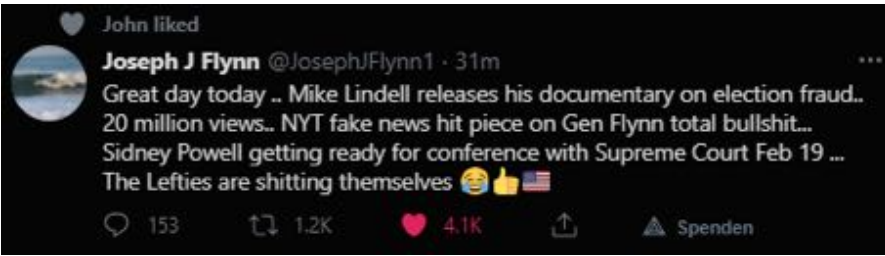 John liked
Joseph J Flynn @JosephJFlynn1 · 31m
Great day today .. Mike Lindell releases his documentary on election fraud..
20 million views.. NYT fake news hit piece on Gen Flynn total bullshit...
Sidney Powell getting ready for conference with Supreme Court Feb 19 ...
The Lefties are shitting themselves 😂👍🇺🇸
153 1.2K 4.1K Spenden